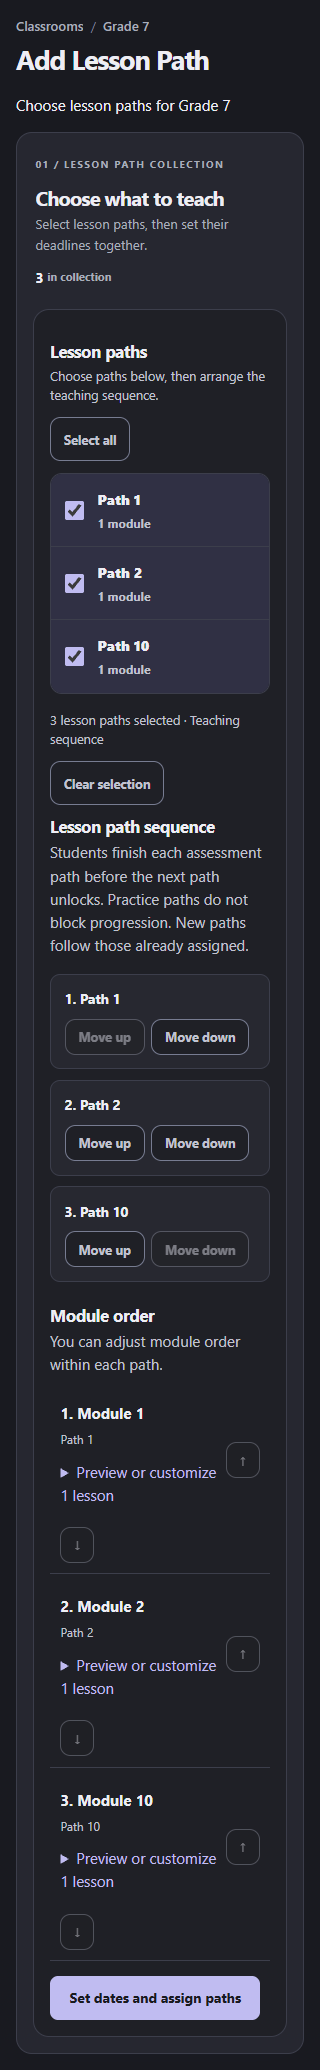 Classrooms / Grade 7
Add Lesson Path
Choose lesson paths for Grade 7
01 / LESSON PATH COLLECTION
Choose what to teach
Select lesson paths, then set their
deadlines together.
3 in collection
Lesson paths
Choose paths below, then arrange the
teaching sequence.
Select all
Path 1
1 module
Path 2
1 module
Path 10
1 module
3 lesson paths selected · Teaching
sequence
Clear selection
Lesson path sequence
Students finish each assessment
path before the next path
unlocks. Practice paths do not
block progression. New paths
follow those already assigned.
1. Path 1
Move up Move down
2. Path 2
Move up Move down
3. Path 10
Move up Move down
Module order
You can adjust module order
within each path.
1. Module 1
Path 1
▶ Preview or customize
1 lesson
↑
↓
2. Module 2
Path 2
▶ Preview or customize
1 lesson
↑
↓
3. Module 10
Path 10
▶ Preview or customize
1 lesson
↑
↓
Set dates and assign paths